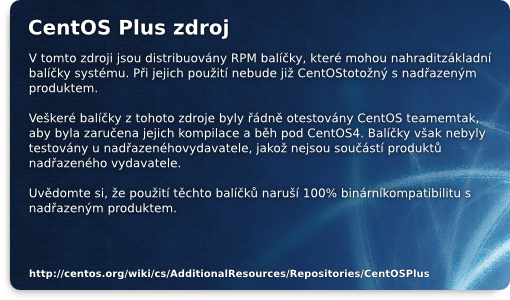 CentOS Plus zdroj
V tomto zdroji jsou distribuovány RPM balíčky, které mohou nahraditzákladní
balíčky systému. Při jejich použití nebude již CentOStotožný s nadřazeným
produktem.
Veškeré balíčky z tohoto zdroje byly řádně otestovány CentOS teamemtak,
aby byla zaručena jejich kompilace a běh pod CentOS4. Balíčky však nebyly
testovány u nadřazenéhovydavatele, jakož nejsou součástí produktů
nadřazeného vydavatele.
Uvědomte si, že použití těchto balíčků naruší 100% binárníkompatibilitu s
nadřazeným produktem.
http://centos.org/wiki/cs/AdditionalResources/Repositories/CentOSPlus